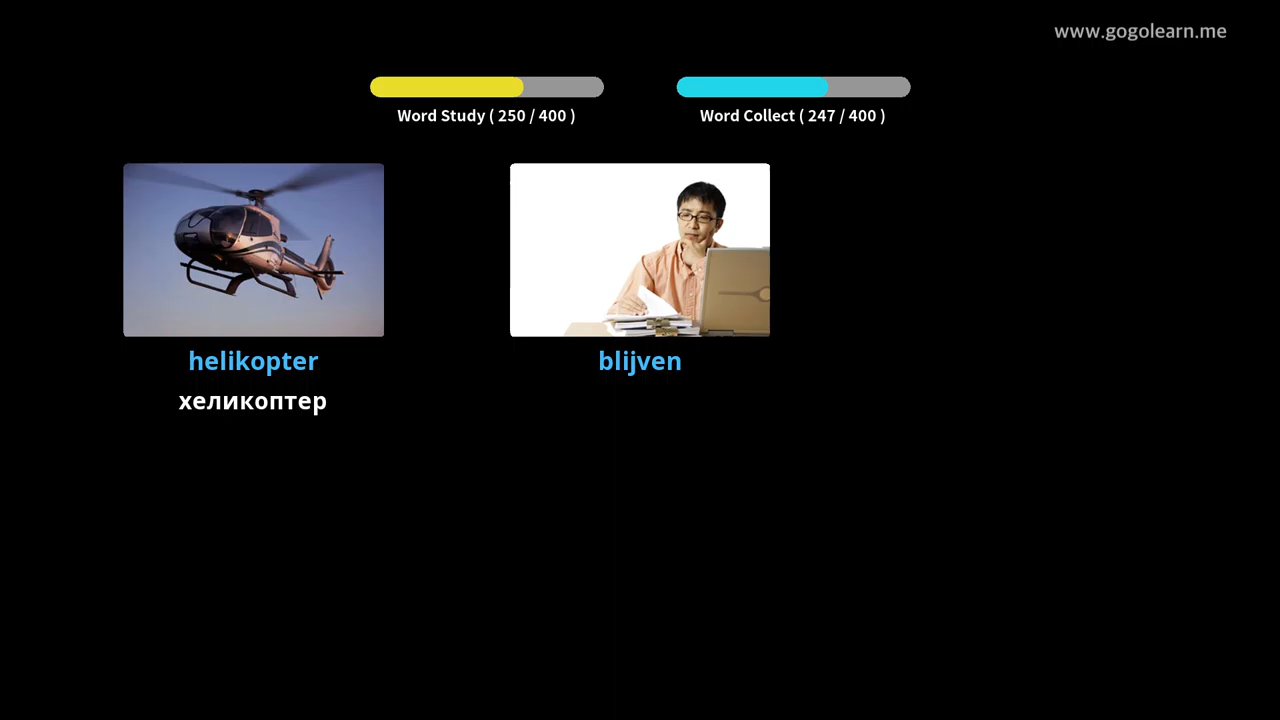 www.gogolearn.me
Word Study ( 250 / 400 )
Word Collect ( 247 / 400 )
helikopter
хеликоптер
blijven